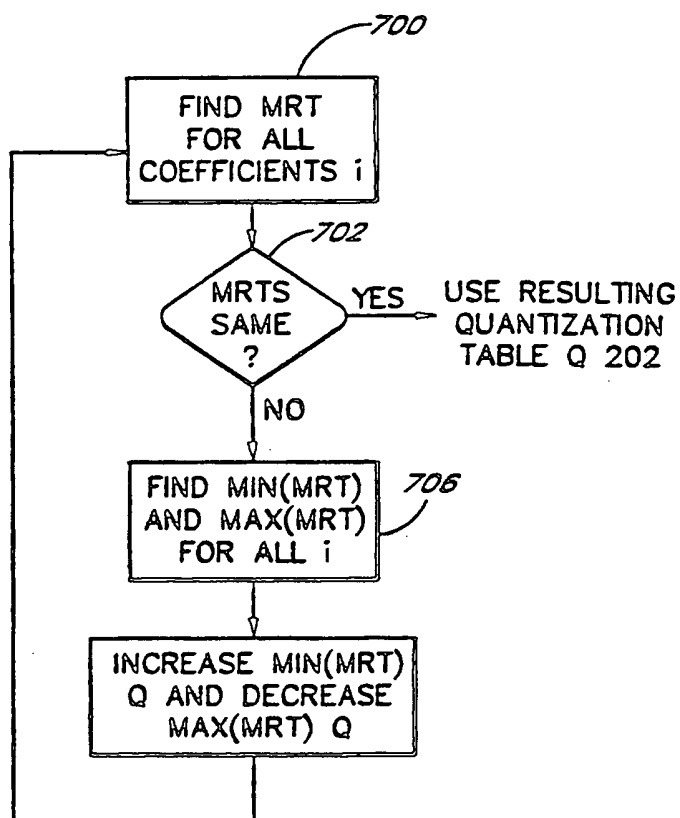 700
FIND MRT
FOR ALL
COEFFICIENTS i
702
MRTS
SAME
?
YES
USE RESULTING
QUANTIZATION
TABLE Q 202
NO
FIND MIN(MRT)
AND MAX(MRT)
FOR ALL i
706
INCREASE MIN(MRT)
Q AND DECREASE
MAX(MRT) Q